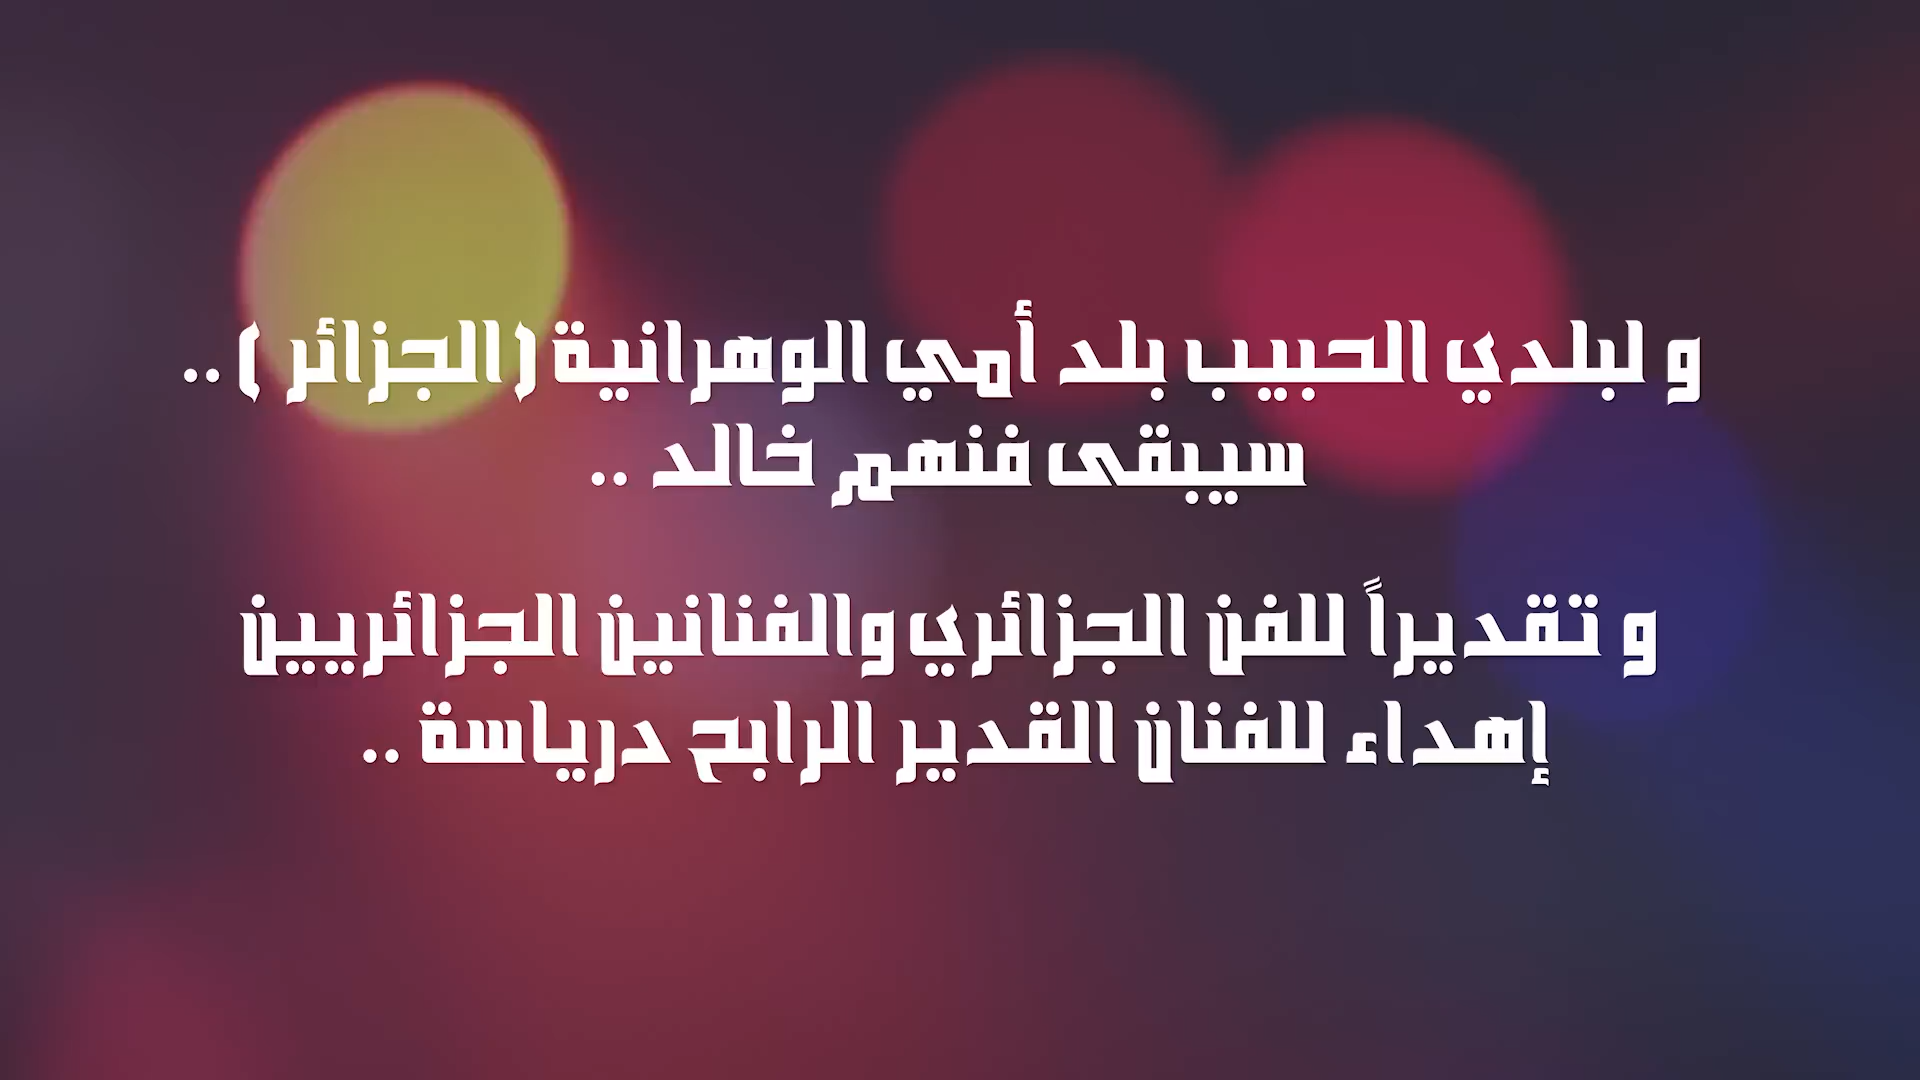 و لبلدي الحبيب بلد أمي الوهرانية (الجزائر ) ..
سيبقى فنهم خالد ..
و تقديراً للفن الجزائري والفنانين الجزائريين
إهداء للفنان القدير الرابح درياسة ..